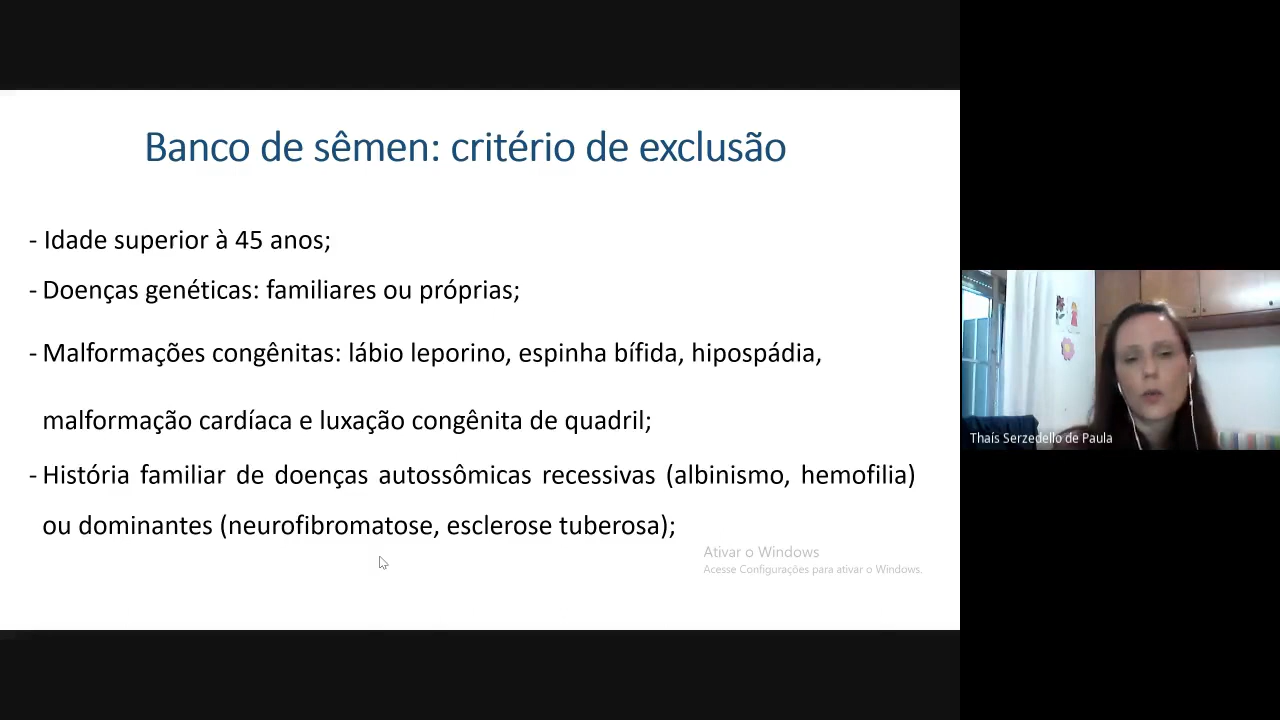 Banco de sêmen: critério de exclusão
- Idade superior à 45 anos;
- Doenças genéticas: familiares ou próprias;
- Malformações congênitas: lábio leporino, espinha bífida, hipospádia,
malformação cardíaca e luxação congênita de quadril;
- História familiar de doenças autossômicas recessivas (albinismo, hemofilia)
ou dominantes (neurofibromatose, esclerose tuberosa);
Ativar o Windows
Acesse Configurações para ativar o Windows.
Thaís Serzedello de Paula